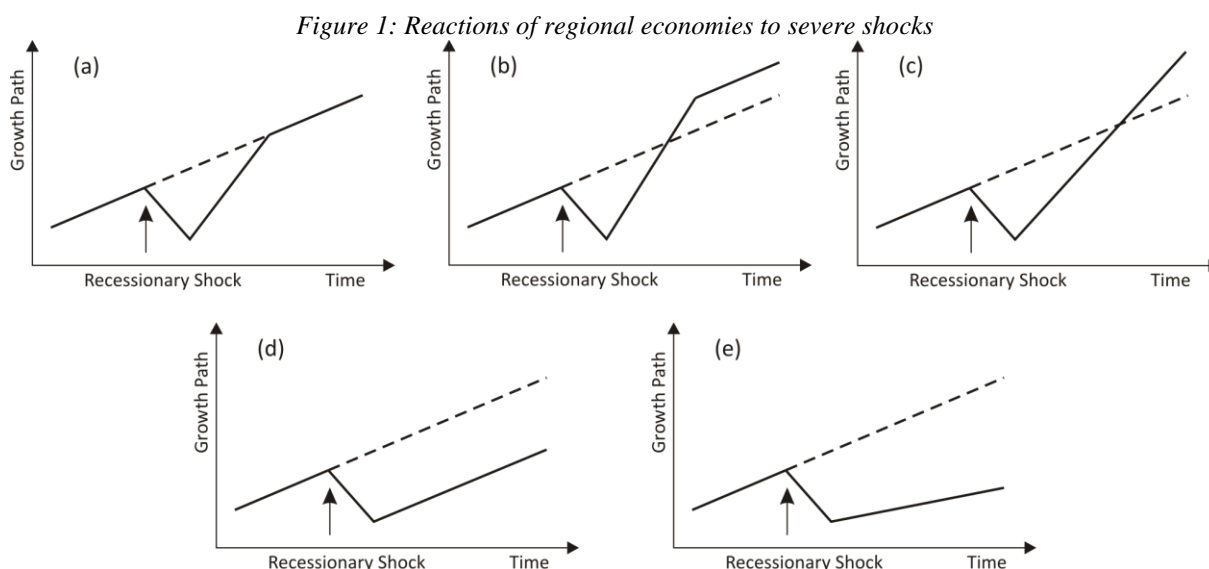 Figure 1: Reactions of regional economies to severe shocks
(a)
Growth Path
Recessionary Shock
Time
(b)
Growth Path
Recessionary Shock
Time
(c)
Growth Path
Recessionary Shock
Time
(d)
Growth Path
Recessionary Shock
Time
(e)
Growth Path
Recessionary Shock
Time